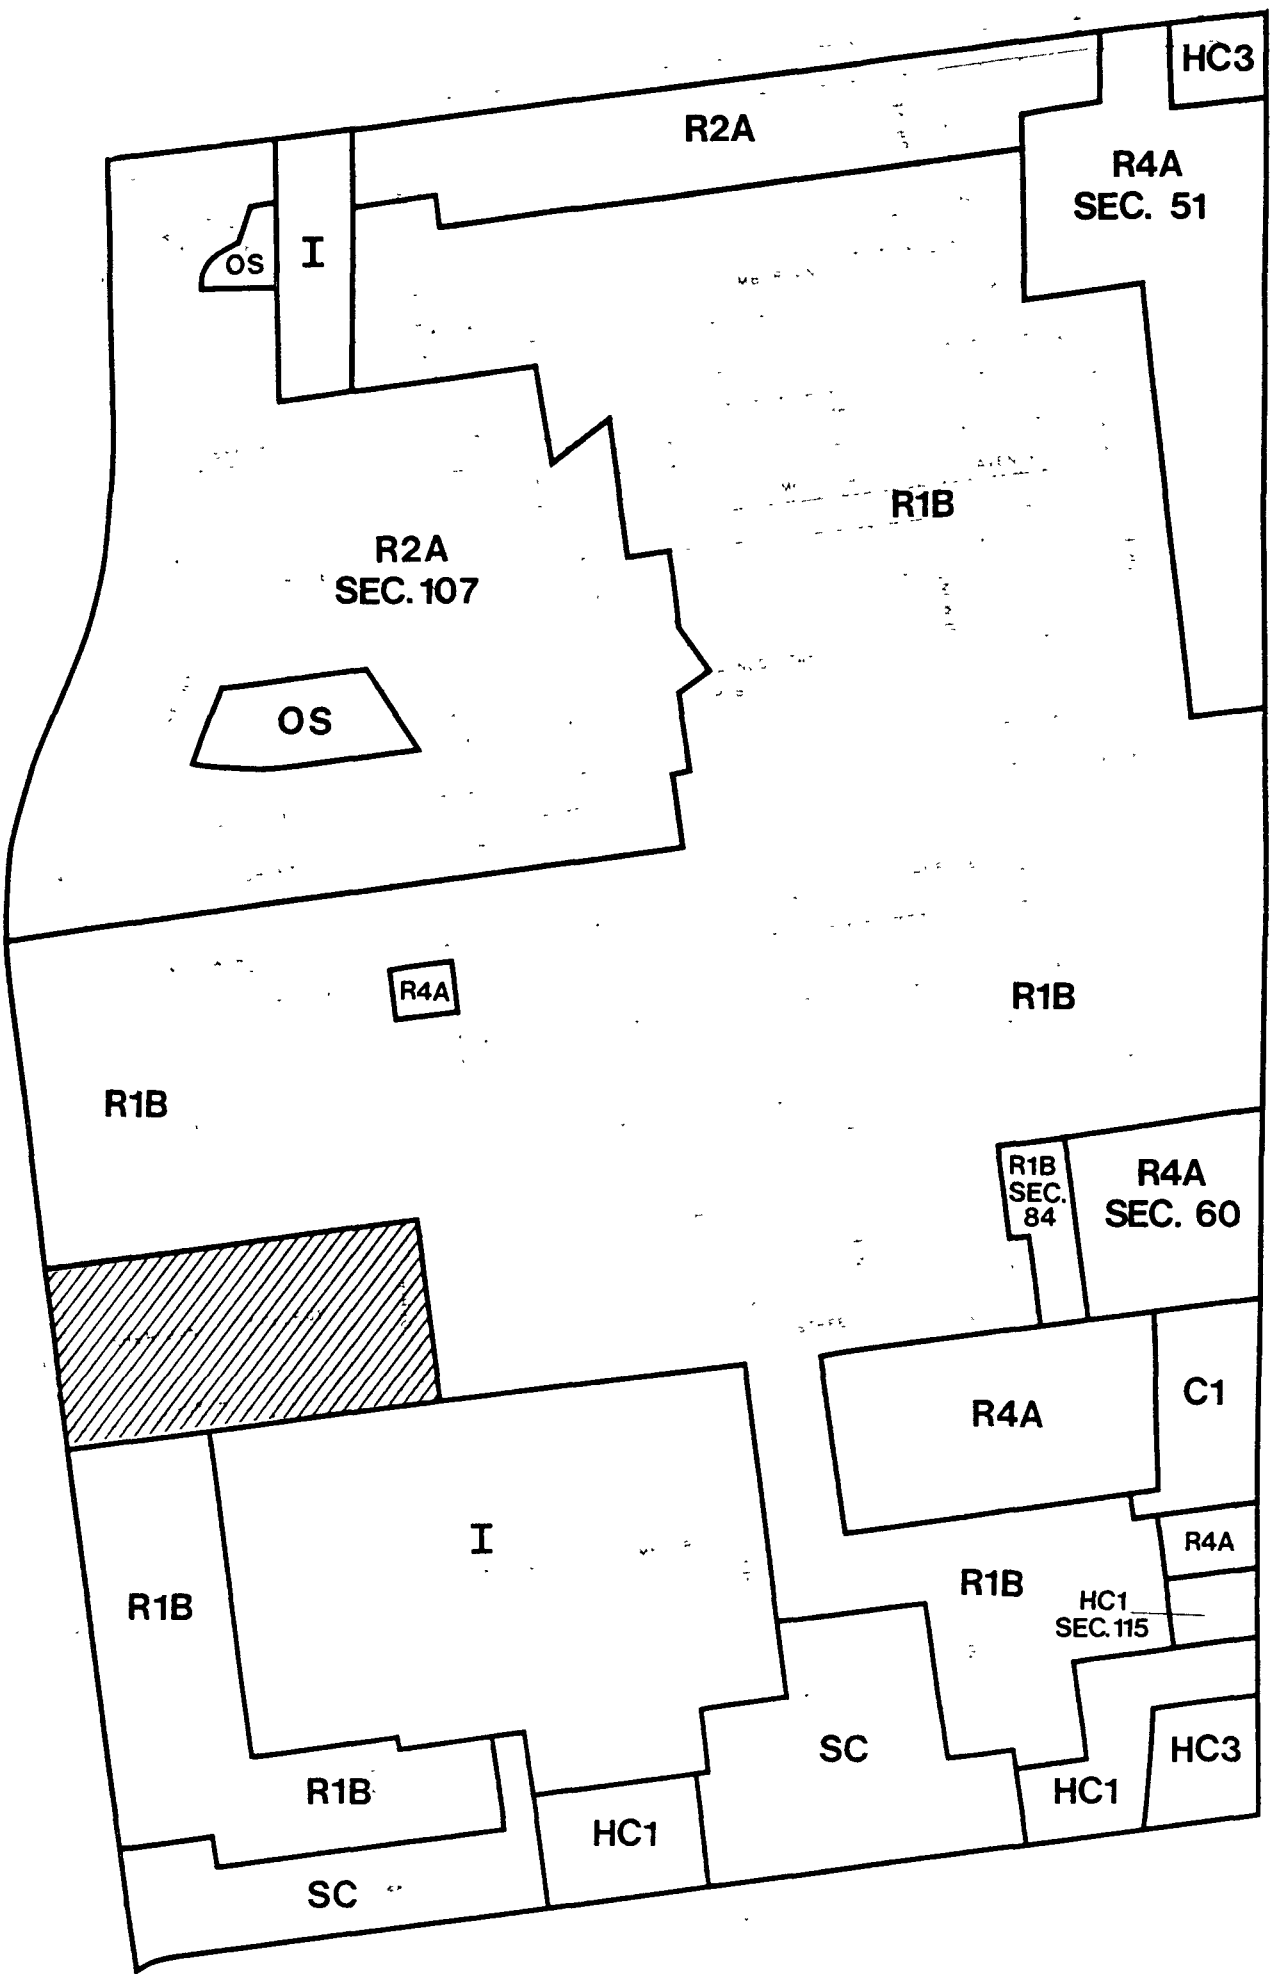 HC3
R2A
R4A
SEC. 51
OS
I
R1B
R2A
SEC. 107
OS
R4A
R1B
R1B
R1B
SEC.
84
R4A
SEC. 60
C1
R4A
I
R4A
R1B
HC1
SEC. 115
R1B
SC
HC3
R1B
HC1
HC1
SC